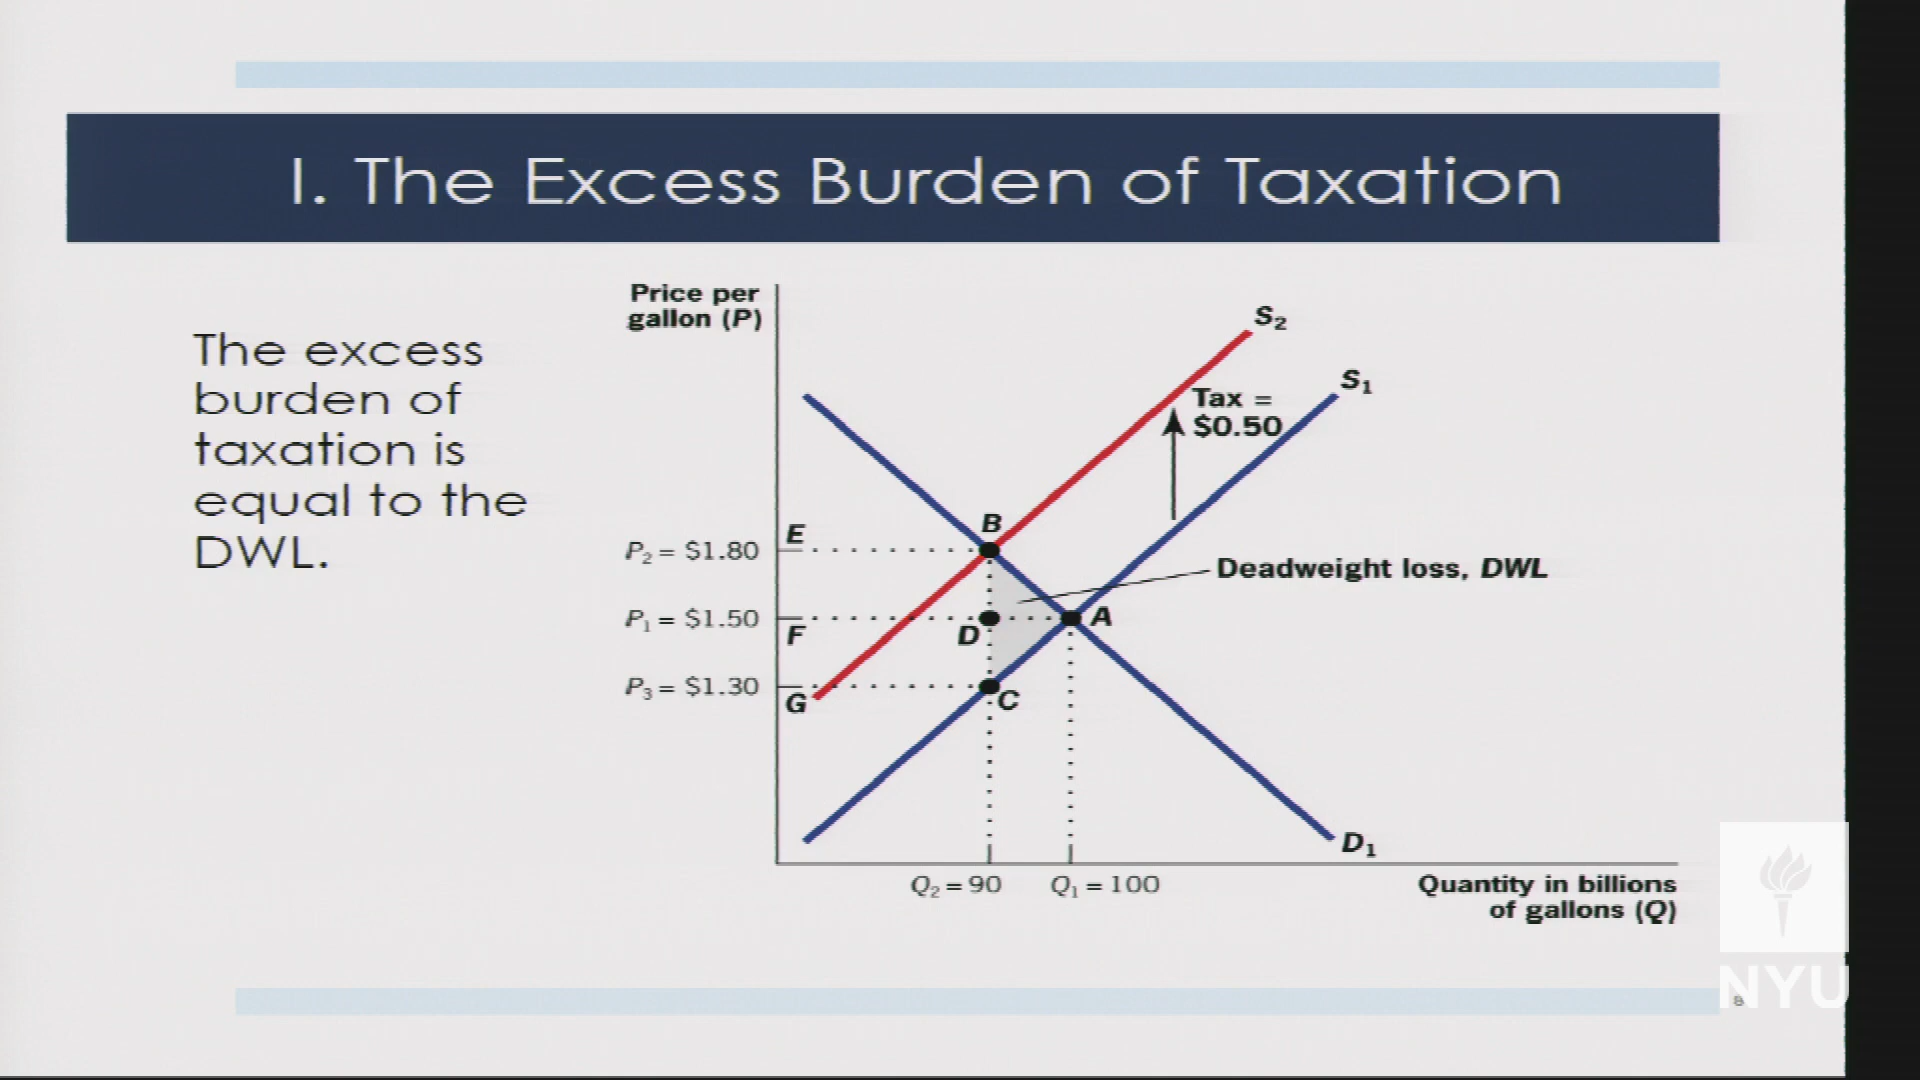 I. The Excess Burden of Taxation
The excess
burden of
taxation is
equal to the
DWL.
Price per
gallon (P)
S₂
S₁
Tax =
$0.50
E
B
P₂ = $1.80
Deadweight loss, DWL
P₁ = $1.50
F
D
A
P₃ = $1.30
G
C
D₁
Q₂ = 90
Q₁ = 100
Quantity in billions
of gallons (Q)
NYU
8